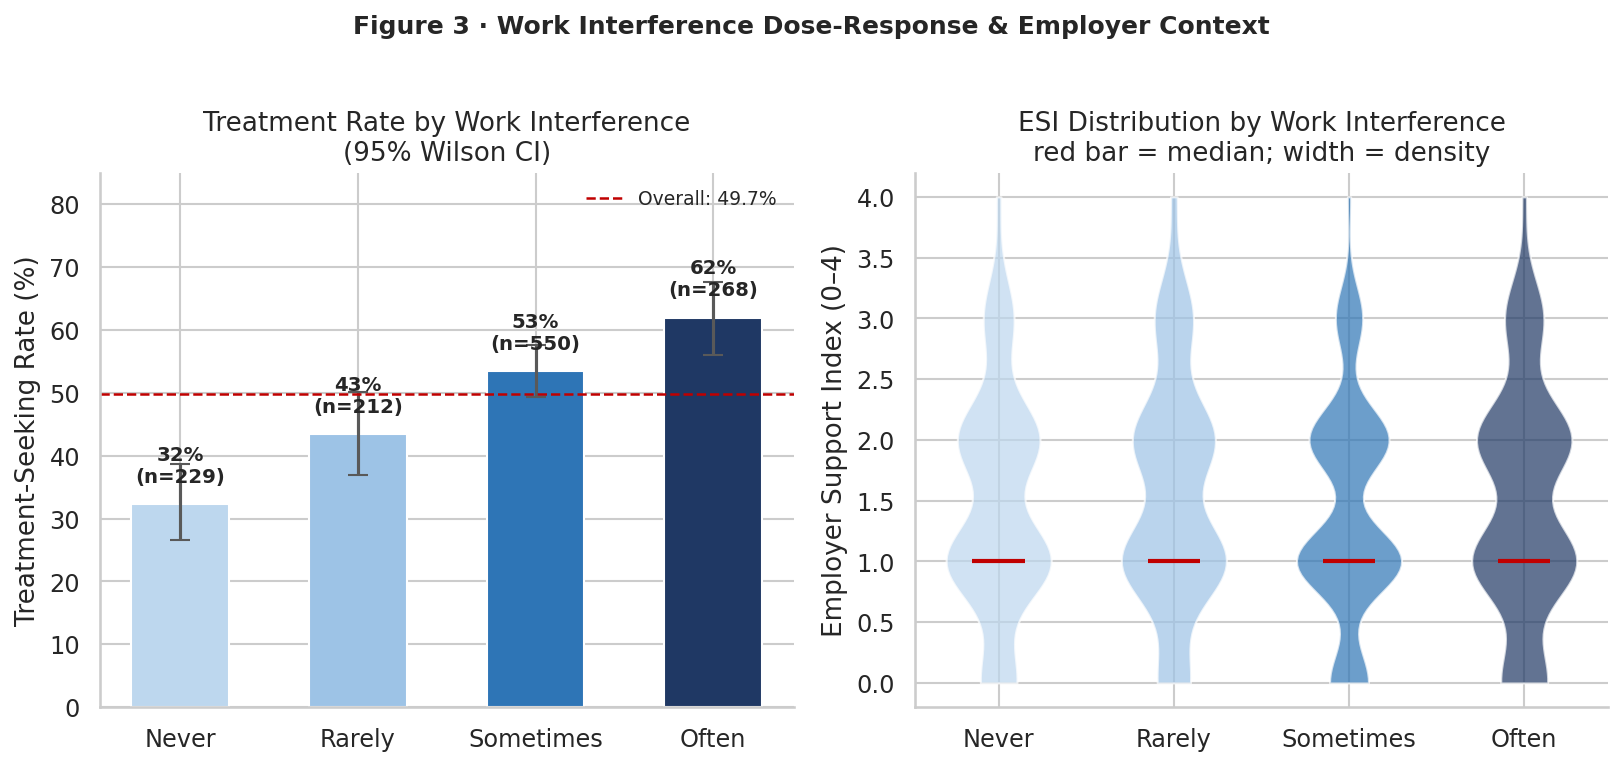 Figure 3 · Work Interference Dose-Response & Employer Context
Treatment Rate by Work Interference
(95% Wilson CI)
Treatment-Seeking Rate (%)
80
70
60
50
40
30
20
10
0
Overall: 49.7%
32%
(n=229)
43%
(n=212)
53%
(n=550)
62%
(n=268)
Never
Rarely
Sometimes
Often
ESI Distribution by Work Interference
red bar = median; width = density
Employer Support Index (0–4)
4.0
3.5
3.0
2.5
2.0
1.5
1.0
0.5
0.0
Never
Rarely
Sometimes
Often